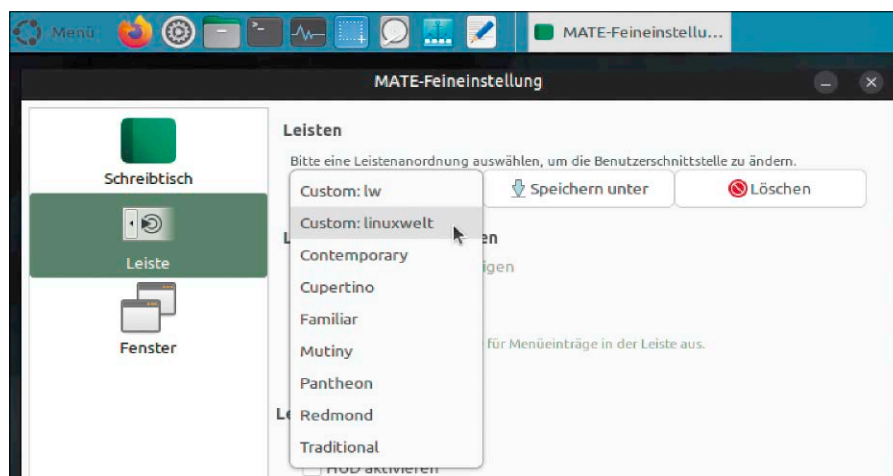 Menü
MATE-Feineinstellu...
MATE-Feineinstellung
Schreibtisch
Leiste
Fenster
Leisten
Bitte eine Leistenanordnung auswählen, um die Benutzerschnittstelle zu ändern.
Speichern unter
Löschen
Custom: lw
Custom: linuxwelt
Contemporary
Cupertino
Familiar
Mutiny
Pantheon
Redmond
Traditional
für Menüeinträge in der Leiste aus.
HUD aktivieren